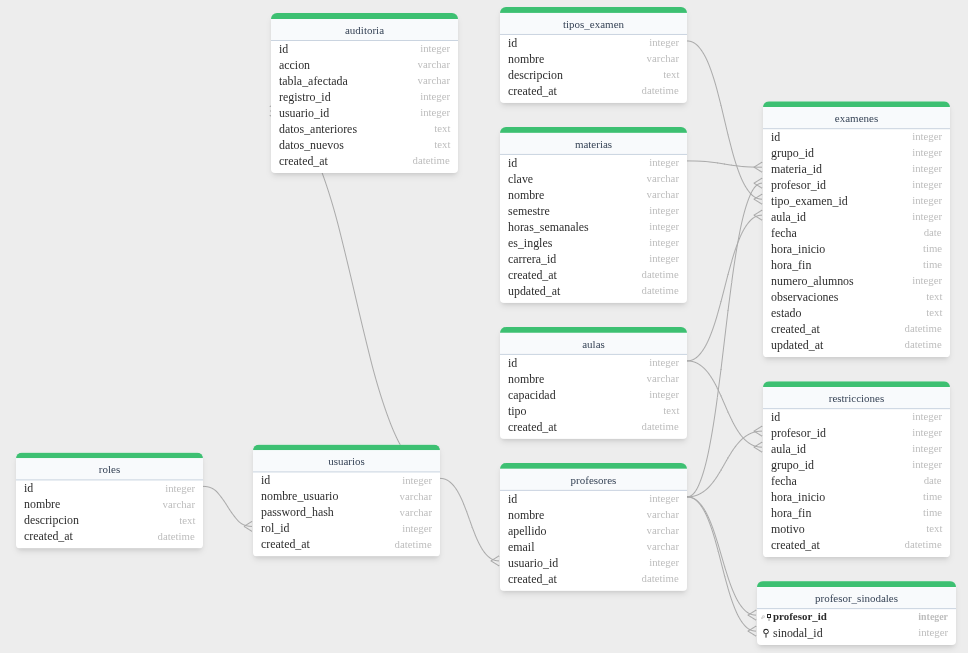 auditoria
id integer
accion varchar
tabla_afectada varchar
registro_id integer
usuario_id integer
datos_anteriores text
datos_nuevos text
created_at datetime
tipos_examen
id integer
nombre varchar
descripcion text
created_at datetime
materias
id integer
clave varchar
nombre varchar
semestre integer
horas_semanales integer
es_ingles integer
carrera_id integer
created_at datetime
updated_at datetime
aulas
id integer
nombre varchar
capacidad integer
tipo text
created_at datetime
roles
id integer
nombre varchar
descripcion text
created_at datetime
usuarios
id integer
nombre_usuario varchar
password_hash varchar
rol_id integer
created_at datetime
profesores
id integer
nombre varchar
apellido varchar
email varchar
usuario_id integer
created_at datetime
examenes
id integer
grupo_id integer
materia_id integer
profesor_id integer
tipo_examen_id integer
aula_id integer
fecha date
hora_inicio time
hora_fin time
numero_alumnos integer
observaciones text
estado text
created_at datetime
updated_at datetime
restricciones
id integer
profesor_id integer
aula_id integer
grupo_id integer
fecha date
hora_inicio time
hora_fin time
motivo text
created_at datetime
profesor_sinodales
profesor_id integer
sinodal_id integer